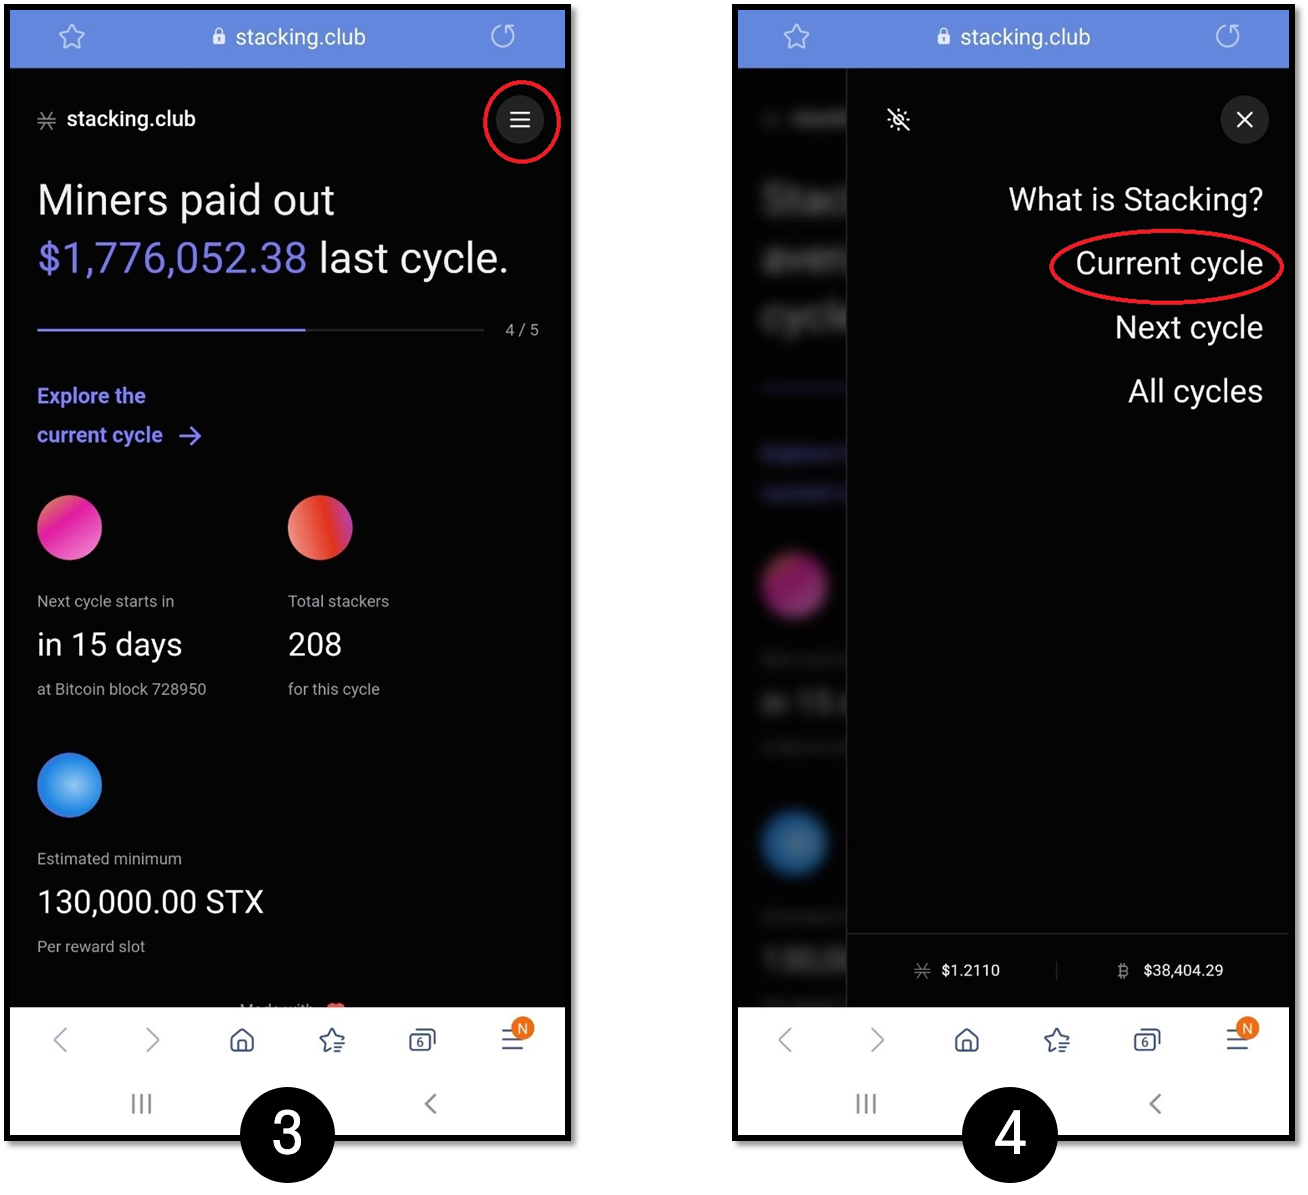 stacking.club
stacking.club
Miners paid out
$1,776,052.38 last cycle.
4 / 5
Explore the
current cycle →
Next cycle starts in
in 15 days
at Bitcoin block 728950
Total stackers
208
for this cycle
Estimated minimum
130,000.00 STX
Per reward slot
Made with
6
N
3
stacking.club
What is Stacking?
Current cycle
Next cycle
All cycles
$1.2110
$38,404.29
6
N
4